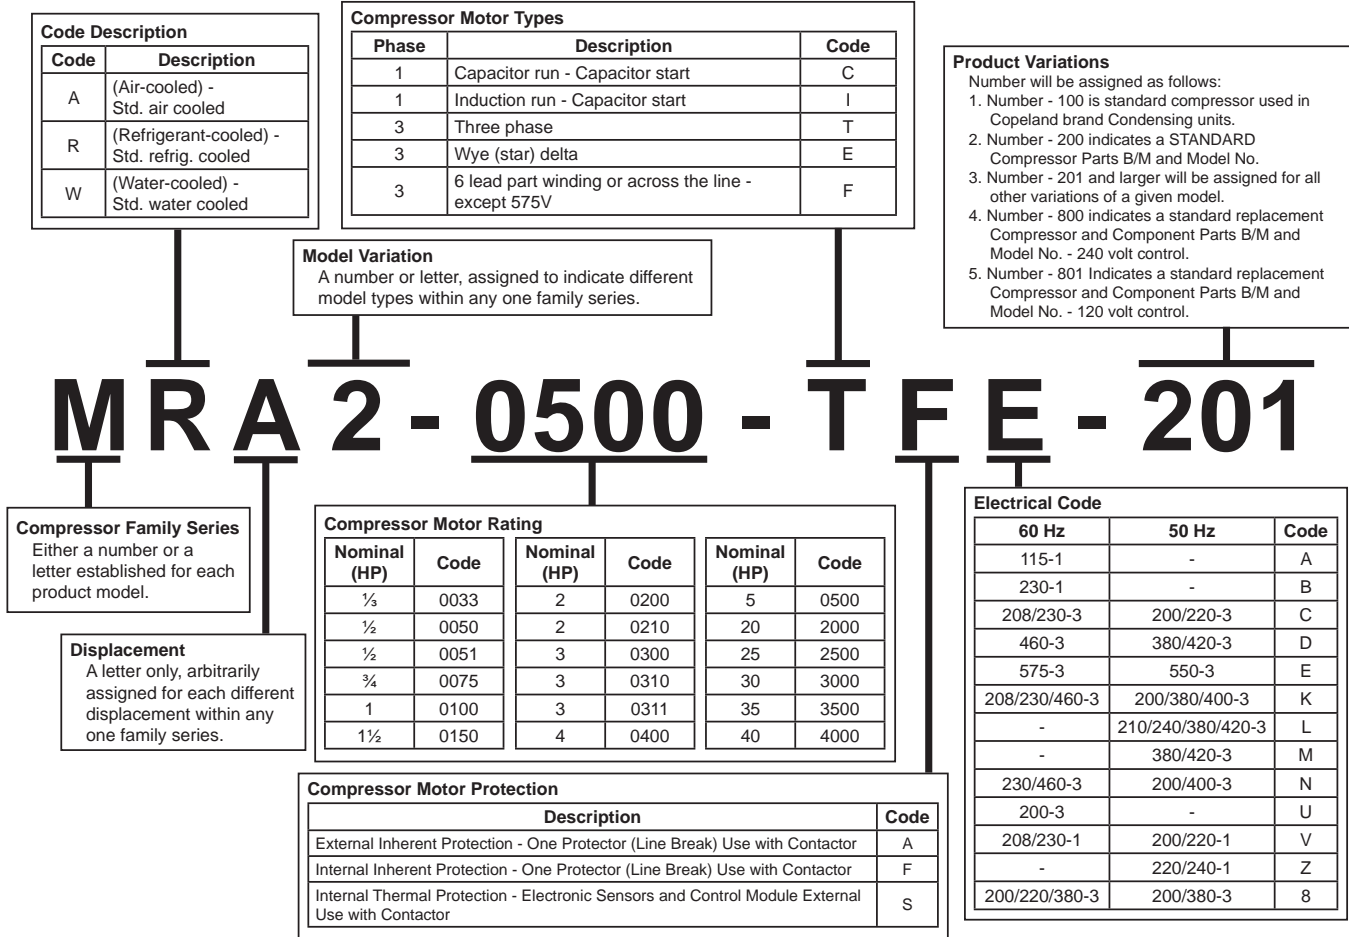 Code Description
Code Description
A (Air-cooled) -
Std. air cooled
R (Refrigerant-cooled) -
Std. refrig. cooled
W (Water-cooled) -
Std. water cooled
Compressor Motor Types
Phase Description Code
1 Capacitor run - Capacitor start C
1 Induction run - Capacitor start I
3 Three phase T
3 Wye (star) delta E
3 6 lead part winding or across the line -
except 575V F
Product Variations
Number will be assigned as follows:
1. Number - 100 is standard compressor used in
Copeland brand Condensing units.
2. Number - 200 indicates a STANDARD
Compressor Parts B/M and Model No.
3. Number - 201 and larger will be assigned for all
other variations of a given model.
4. Number - 800 indicates a standard replacement
Compressor and Component Parts B/M and
Model No. - 240 volt control.
5. Number - 801 Indicates a standard replacement
Compressor and Component Parts B/M and
Model No. - 120 volt control.
Model Variation
A number or letter, assigned to indicate different
model types within any one family series.
MRA2-0500-TFE-201
Compressor Family Series
Either a number or a
letter established for each
product model.
Displacement
A letter only, arbitrarily
assigned for each different
displacement within any
one family series.
Compressor Motor Rating
Nominal Code Nominal Code Nominal Code
(HP) (HP) (HP)
⅓ 0033 2 0200 5 0500
½ 0050 2 0210 20 2000
½ 0051 3 0300 25 2500
¾ 0075 3 0310 30 3000
1 0100 3 0311 35 3500
1½ 0150 4 0400 40 4000
Compressor Motor Protection
Description Code
External Inherent Protection - One Protector (Line Break) Use with Contactor A
Internal Inherent Protection - One Protector (Line Break) Use with Contactor F
Internal Thermal Protection - Electronic Sensors and Control Module External
Use with Contactor S
Electrical Code
60 Hz 50 Hz Code
115-1 - A
230-1 - B
208/230-3 200/220-3 C
460-3 380/420-3 D
575-3 550-3 E
208/230/460-3 200/380/400-3 K
- 210/240/380/420-3 L
- 380/420-3 M
230/460-3 200/400-3 N
200-3 - U
208/230-1 200/220-1 V
- 220/240-1 Z
200/220/380-3 200/380-3 8